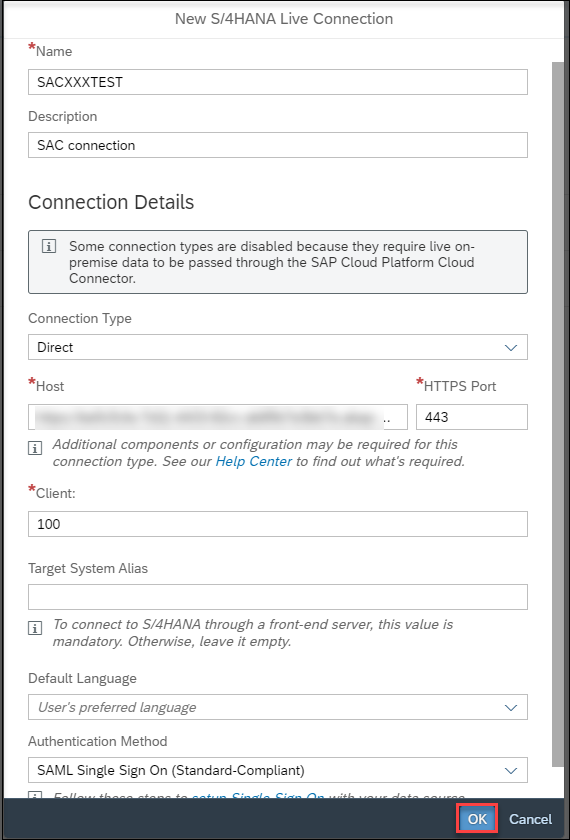 New S/4HANA Live Connection
*Name
SACXXXTEST
Description
SAC connection
Connection Details
Some connection types are disabled because they require live on-
premise data to be passed through the SAP Cloud Platform Cloud
Connector.
Connection Type
Direct
*Host *HTTPS Port
.. 443
Additional components or configuration may be required for this
connection type. See our Help Center to find out what's required.
*Client:
100
Target System Alias
To connect to S/4HANA through a front-end server, this value is
mandatory. Otherwise, leave it empty.
Default Language
User's preferred language
Authentication Method
SAML Single Sign On (Standard-Compliant)
Follow these steps to setup Single Sign On with your data source
OK Cancel